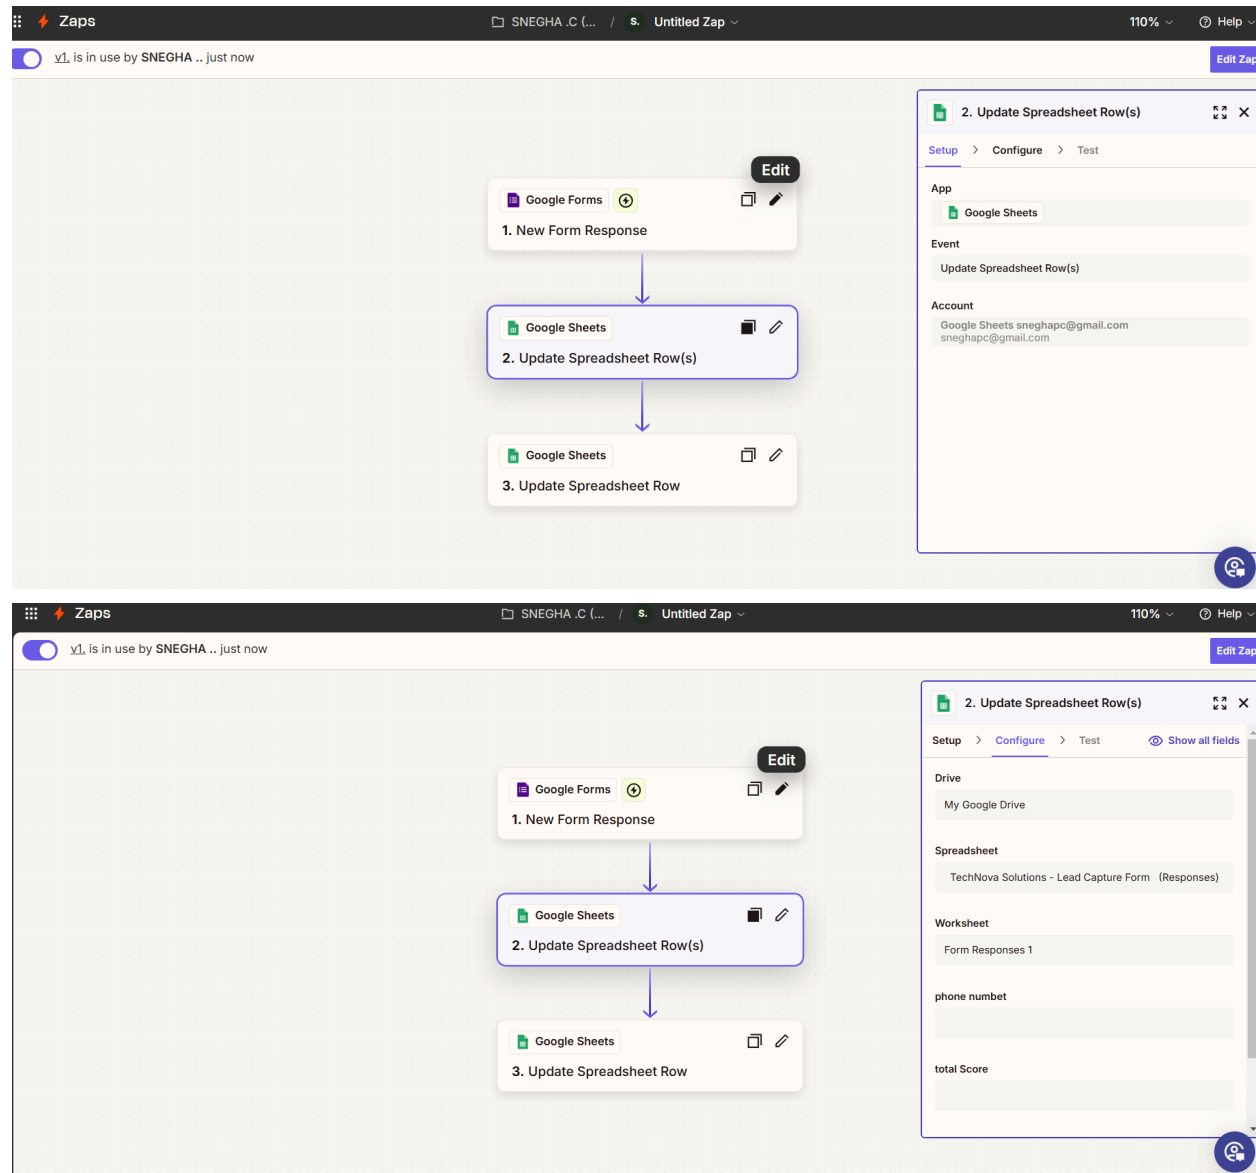 Zaps
SNEGHA .C (... / S. Untitled Zap
110%
Help
v1. is in use by SNEGHA .. just now
Edit Zap
2. Update Spreadsheet Row(s)
Setup > Configure > Test
App
Google Sheets
Event
Update Spreadsheet Row(s)
Account
Google Sheets sneghapc@gmail.com
sneghapc@gmail.com
Edit
Google Forms
1. New Form Response
Google Sheets
2. Update Spreadsheet Row(s)
Google Sheets
3. Update Spreadsheet Row
Zaps
SNEGHA .C (... / S. Untitled Zap
110%
Help
v1. is in use by SNEGHA .. just now
Edit Zap
2. Update Spreadsheet Row(s)
Setup > Configure > Test
Show all fields
Drive
My Google Drive
Spreadsheet
TechNova Solutions - Lead Capture Form (Responses)
Worksheet
Form Responses 1
phone numbet
total Score
Edit
Google Forms
1. New Form Response
Google Sheets
2. Update Spreadsheet Row(s)
Google Sheets
3. Update Spreadsheet Row